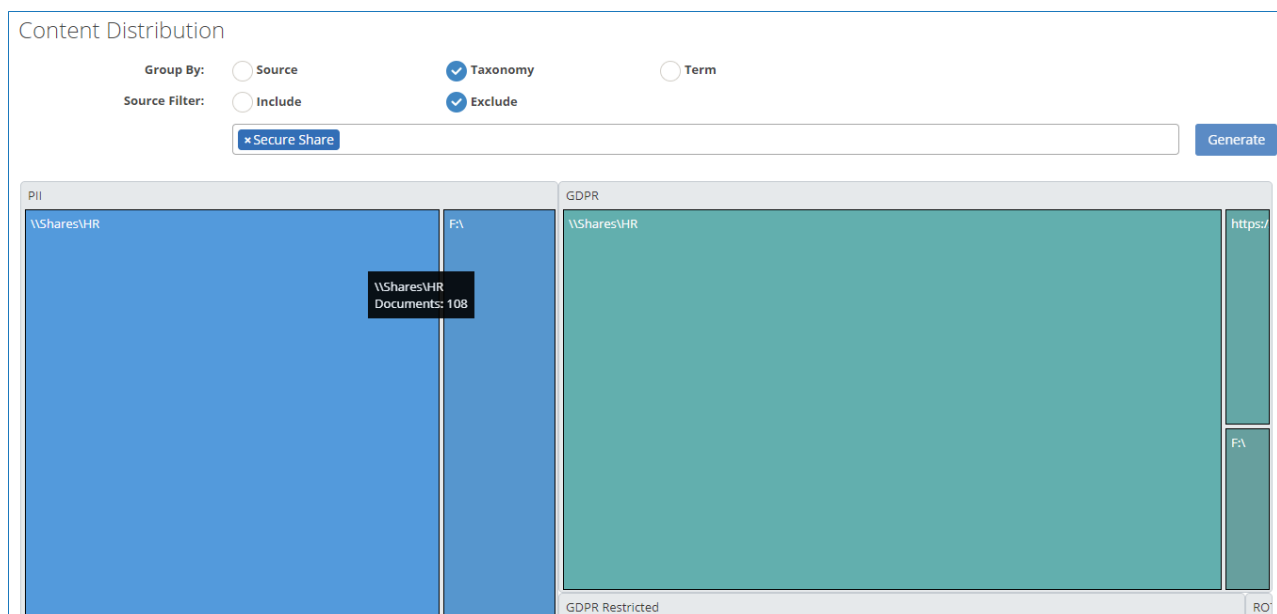 Content Distribution
Group By: Source Taxonomy Term
Source Filter: Include Exclude
×Secure Share Generate
PII GDPR
\\Shares\HR F:\ \\Shares\HR https:/
\\Shares\HR
Documents: 108
F:\
GDPR Restricted